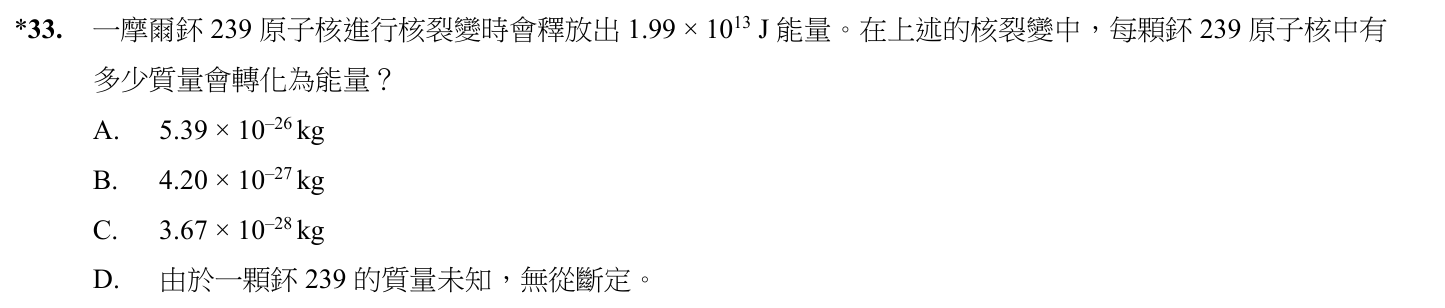 *33. 一摩爾鈈 239 原子核進行核裂變時會釋放出 1.99 × 10¹³ J 能量。在上述的核裂變中，每顆鈈 239 原子核中有
多少質量會轉化為能量？
A. 5.39 × 10⁻²⁶ kg
B. 4.20 × 10⁻²⁷ kg
C. 3.67 × 10⁻²⁸ kg
D. 由於一顆鈈 239 的質量未知，無從斷定。